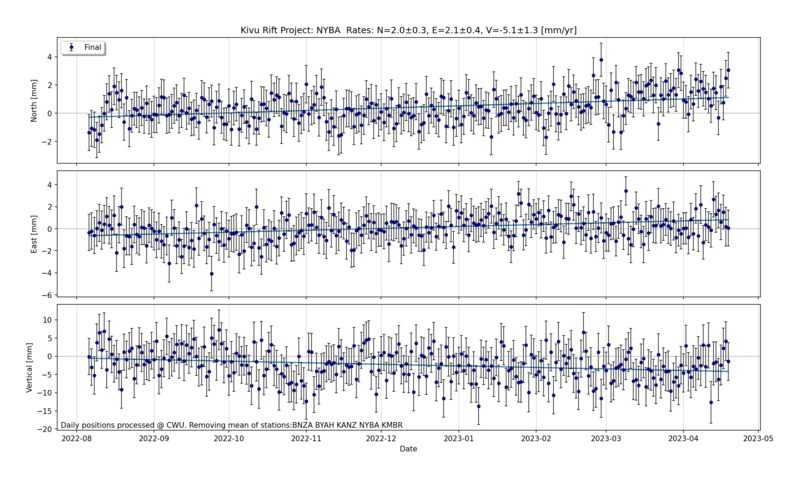 Kivu Rift Project: NYBA  Rates: N=2.0±0.3, E=2.1±0.4, V=-5.1±1.3 [mm/yr]
Final
North [mm]
4
2
0
−2
East [mm]
4
2
0
−2
−4
−6
Vertical [mm]
10
5
0
−5
−10
−15
−20
Daily positions processed @ CWU. Removing mean of stations:BNZA BYAH KANZ NYBA KMBR
2022-08 2022-09 2022-10 2022-11 2022-12 2023-01 2023-02 2023-03 2023-04 2023-05
Date